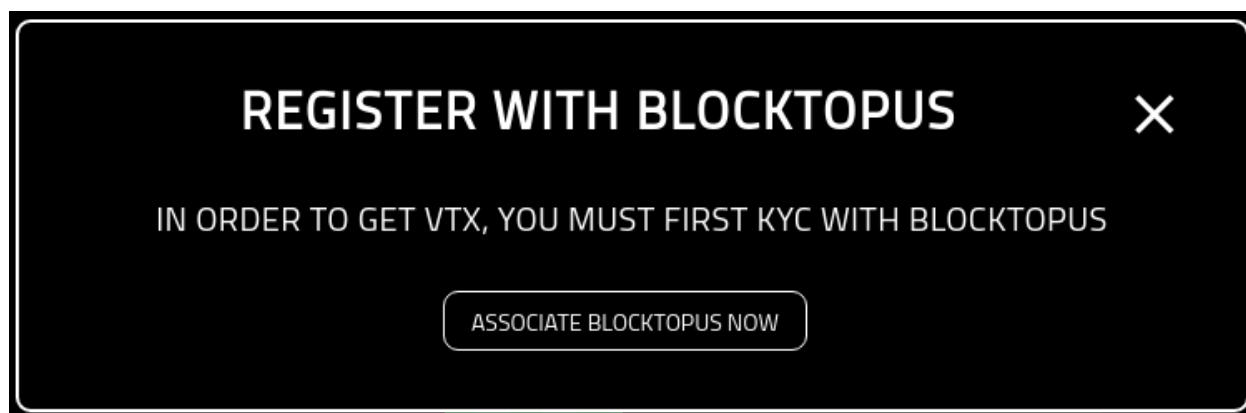 REGISTER WITH BLOCKTOPUS
IN ORDER TO GET VTX, YOU MUST FIRST KYC WITH BLOCKTOPUS
ASSOCIATE BLOCKTOPUS NOW